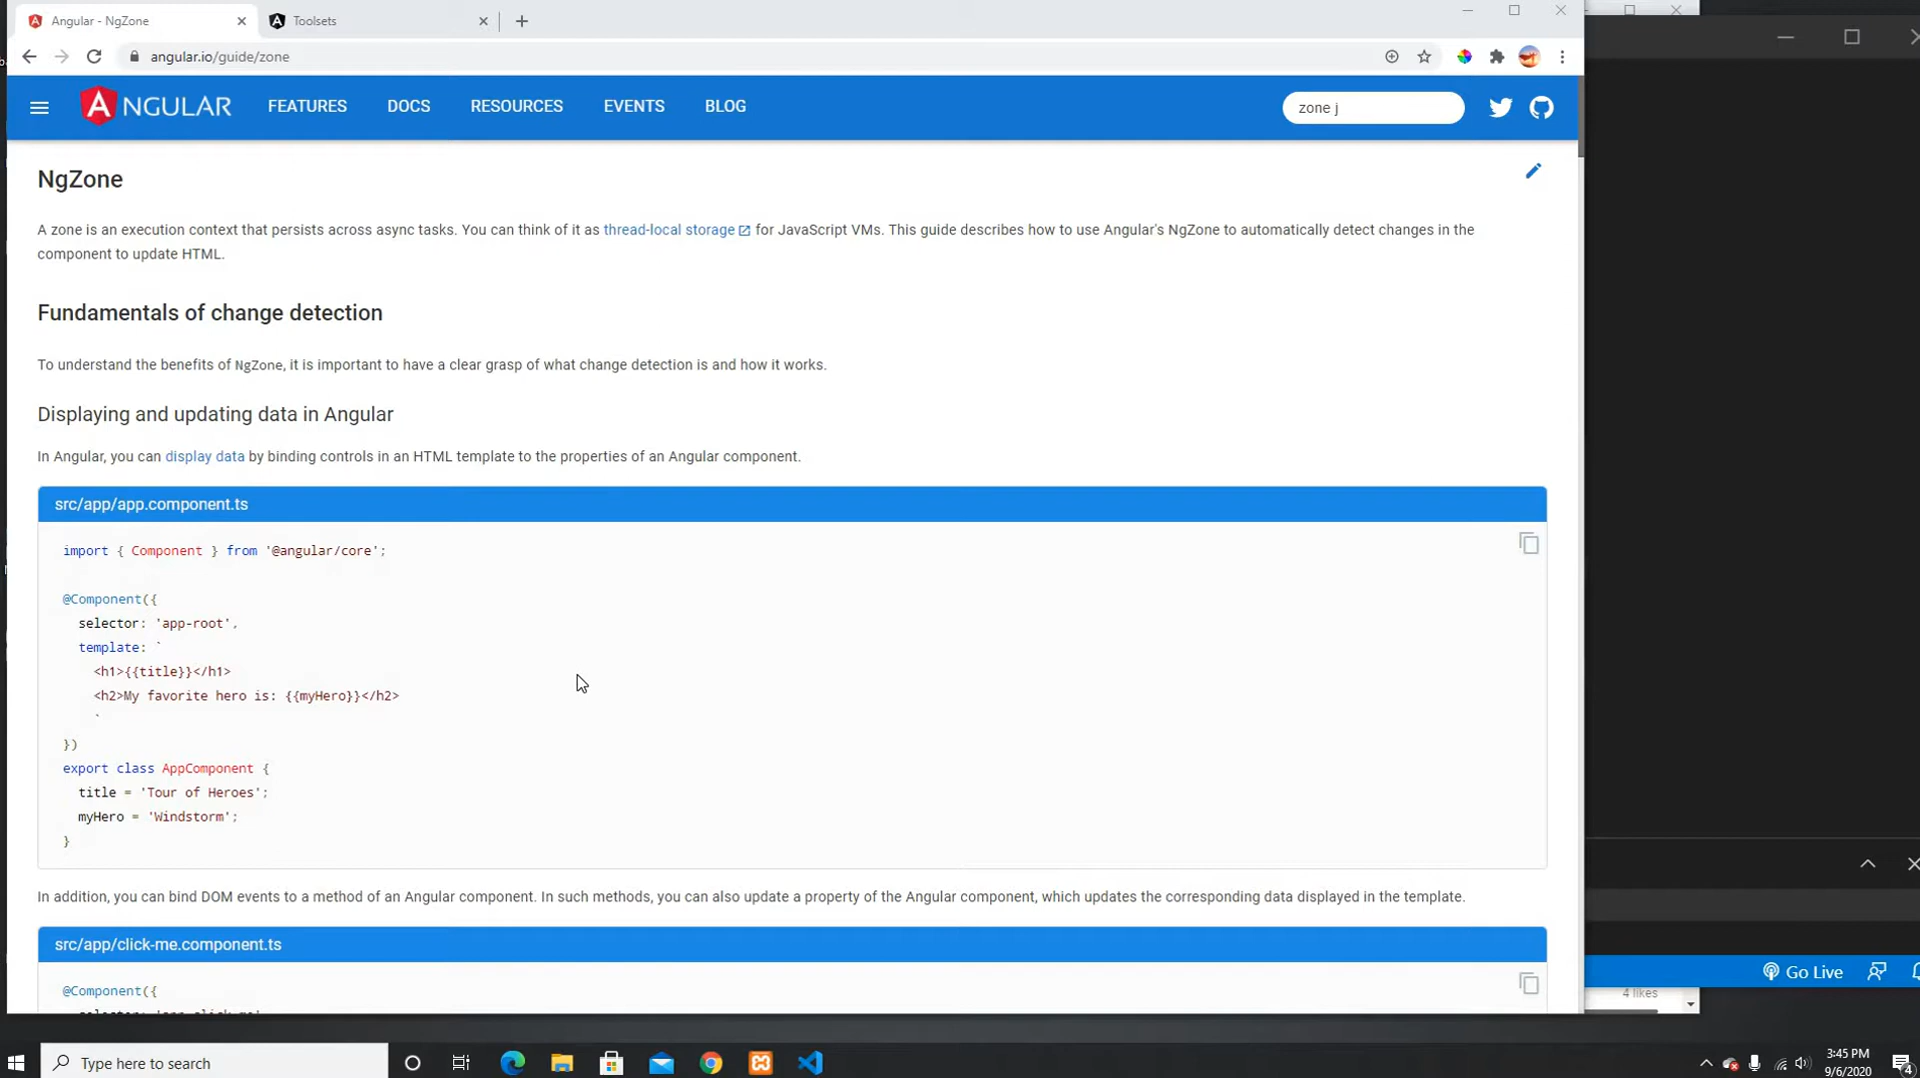 Angular - NgZone
Toolsets
angular.io/guide/zone
ANGULAR
FEATURES
DOCS
RESOURCES
EVENTS
BLOG
zone j
NgZone
A zone is an execution context that persists across async tasks. You can think of it as thread-local storage for JavaScript VMs. This guide describes how to use Angular's NgZone to automatically detect changes in the
component to update HTML.
Fundamentals of change detection
To understand the benefits of NgZone, it is important to have a clear grasp of what change detection is and how it works.
Displaying and updating data in Angular
In Angular, you can display data by binding controls in an HTML template to the properties of an Angular component.
src/app/app.component.ts
import { Component } from '@angular/core';
@Component({
selector: 'app-root',
template: `
<h1>{{title}}</h1>
<h2>My favorite hero is: {{myHero}}</h2>
`
})
export class AppComponent {
title = 'Tour of Heroes';
myHero = 'Windstorm';
}
In addition, you can bind DOM events to a method of an Angular component. In such methods, you can also update a property of the Angular component, which updates the corresponding data displayed in the template.
src/app/click-me.component.ts
@Component({
Go Live
4 likes
Type here to search
3:45 PM
9/6/2020
4